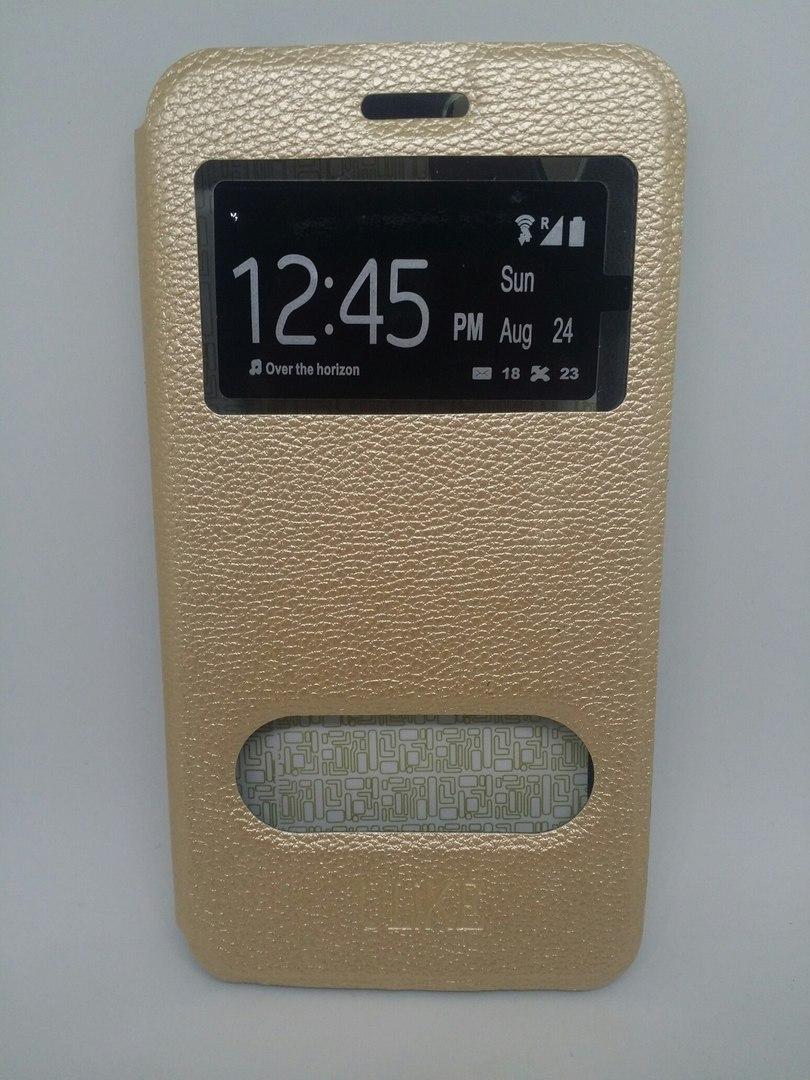 R
12:45 PM
Sun
Aug 24
Over the horizon
18 23